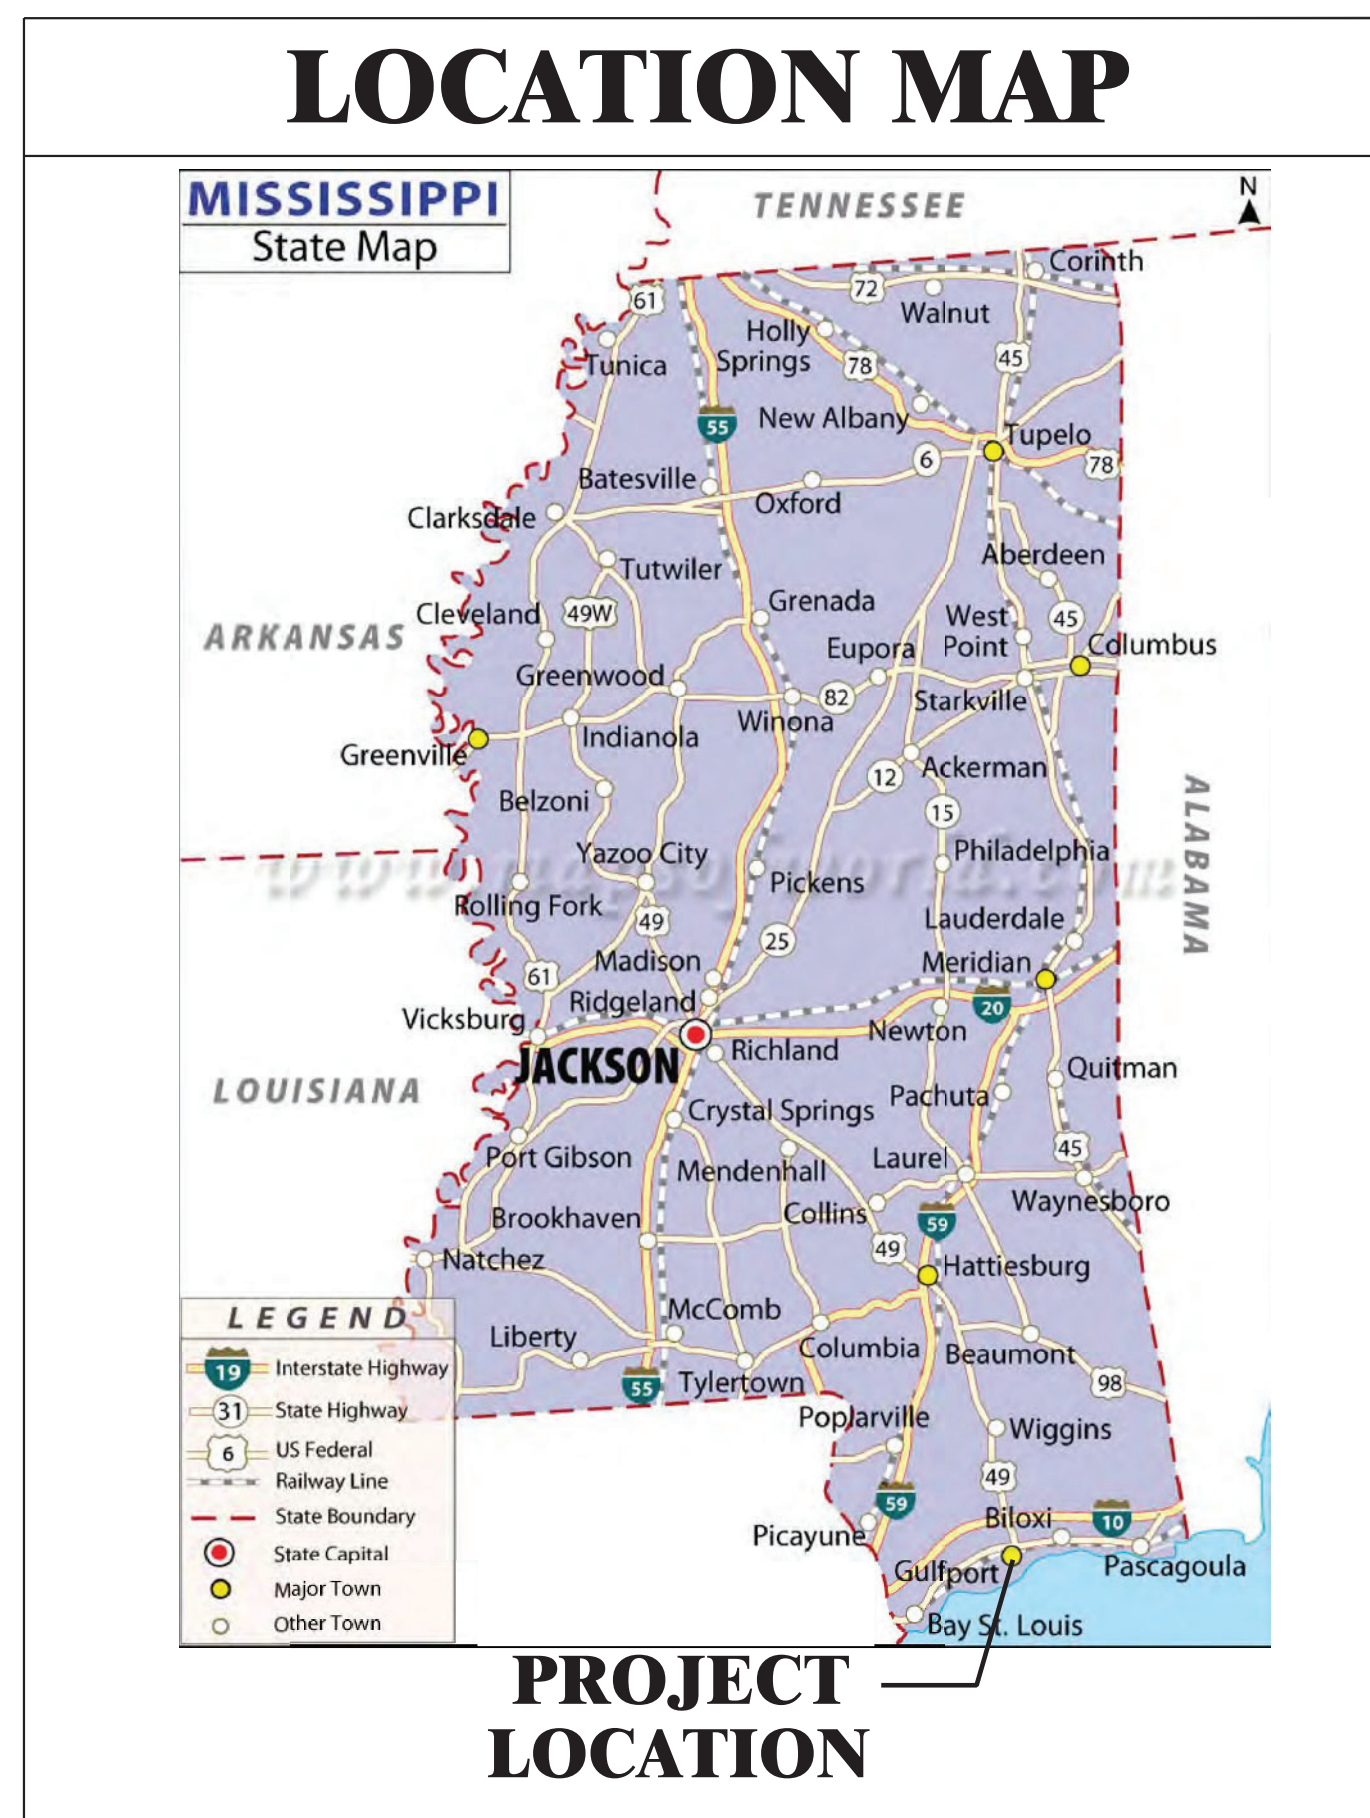 LOCATION MAP
MISSISSIPPI
State Map
TENNESSEE
N
Corinth
61
72
Walnut
Holly
Springs
Tunica
78
45
New Albany
55
Tupelo
6
78
Batesville
Oxford
Clarksdale
Aberdeen
Tutwiler
Grenada
Cleveland
49W
West
Point
45
ARKANSAS
Eupora
Columbus
Greenwood
82
Starkville
Winona
Indianola
Greenville
12
Ackerman
Belzoni
15
ALABAMA
Yazoo City
Philadelphia
www.mapsofworld.com
Pickens
Rolling Fork
49
Lauderdale
25
Madison
Meridian
61
Ridgeland
20
Vicksburg
Newton
JACKSON
Richland
Quitman
LOUISIANA
Pachuta
Crystal Springs
45
Port Gibson
Mendenhall
Laurel
Waynesboro
Collins
Brookhaven
59
49
Natchez
Hattiesburg
LEGEND
McComb
Liberty
Columbia
Beaumont
19 Interstate Highway
55
Tylertown
98
31 State Highway
Poplarville
Wiggins
6 US Federal
Railway Line
49
59
State Boundary
Biloxi
10
Picayune
State Capital
Gulfport
Pascagoula
Major Town
Other Town
Bay St. Louis
PROJECT
LOCATION